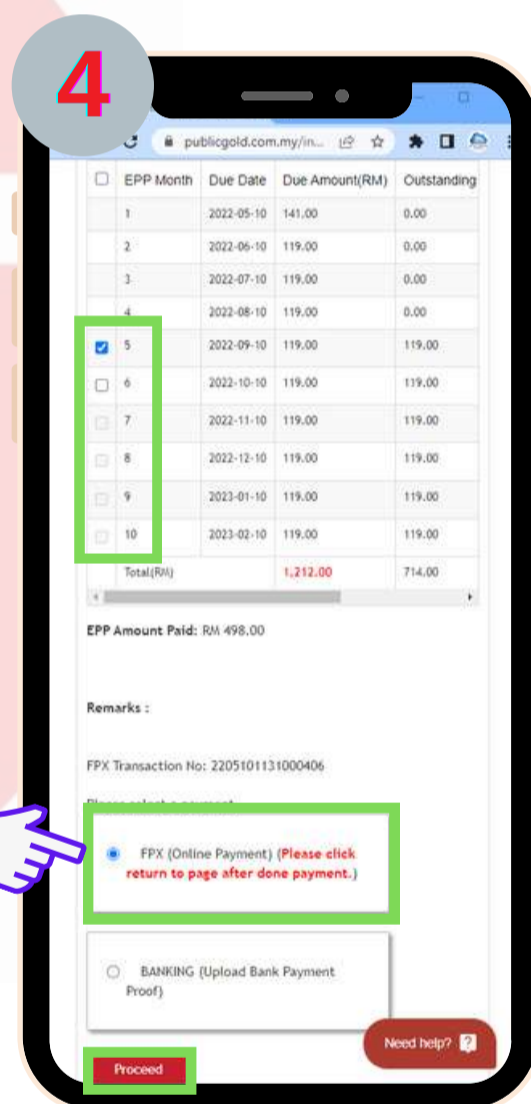 4
publicgold.com.my/in...
EPP Month Due Date Due Amount(RM) Outstanding
1 2022-05-10 141.00 0.00
2 2022-06-10 119.00 0.00
3 2022-07-10 119.00 0.00
4 2022-08-10 119.00 0.00
5 2022-09-10 119.00 119.00
6 2022-10-10 119.00 119.00
7 2022-11-10 119.00 119.00
8 2022-12-10 119.00 119.00
9 2023-01-10 119.00 119.00
10 2023-02-10 119.00 119.00
Total(RM) 1,212.00 714.00
EPP Amount Paid: RM 498.00
Remarks :
FPX Transaction No: 2205101131000406
Please select a payment
FPX (Online Payment) (Please click
return to page after done payment.)
BANKING (Upload Bank Payment
Proof)
Need help?
Proceed